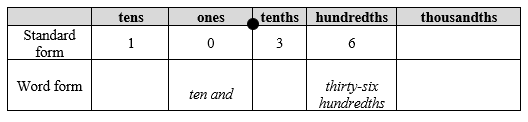 tens ones tenths hundredths thousandths
Standard form 1 0 3 6
Word form ten and thirty-six hundredths